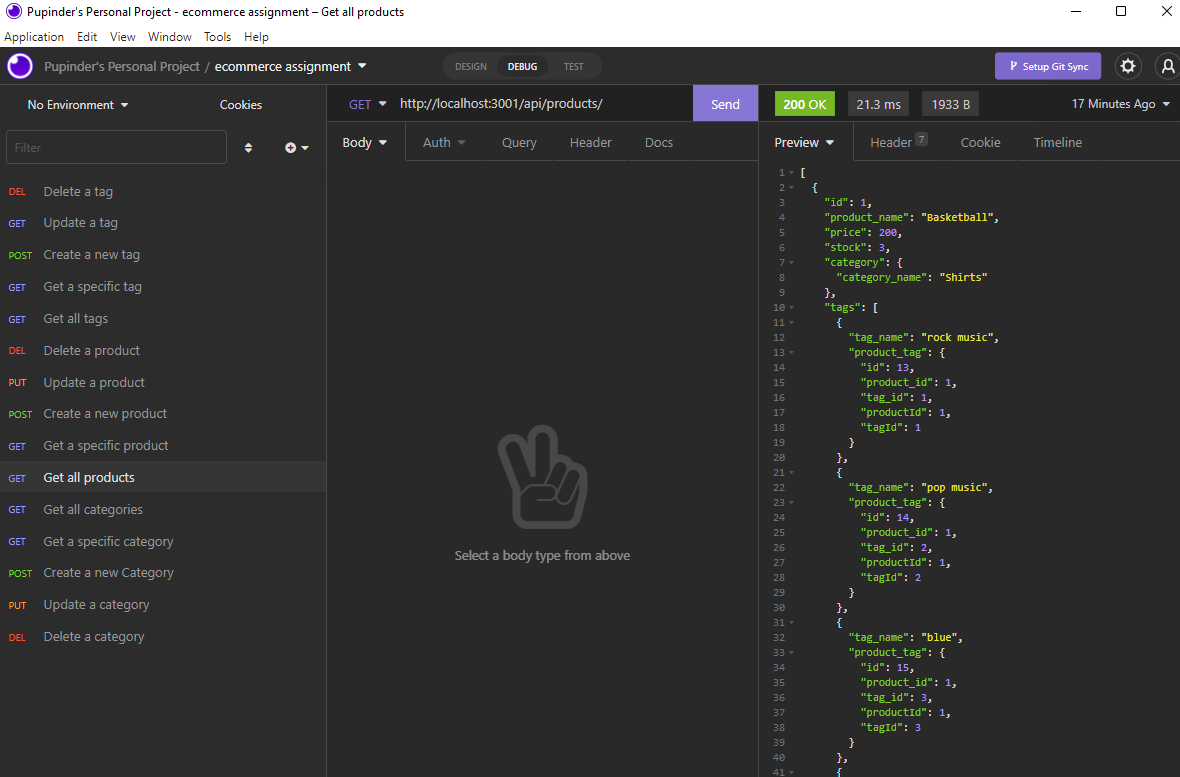 Pupinder's Personal Project - ecommerce assignment – Get all products
Application Edit View Window Tools Help
Pupinder's Personal Project / ecommerce assignment
DESIGN DEBUG TEST
Setup Git Sync
No Environment Cookies
Filter
DEL Delete a tag
GET Update a tag
POST Create a new tag
GET Get a specific tag
GET Get all tags
DEL Delete a product
PUT Update a product
POST Create a new product
GET Get a specific product
GET Get all products
GET Get all categories
GET Get a specific category
POST Create a new Category
PUT Update a category
DEL Delete a category
GET http://localhost:3001/api/products/ Send
Body Auth Query Header Docs
Select a body type from above
200 OK 21.3 ms 1933 B 17 Minutes Ago
Preview Header 7 Cookie Timeline
1 [
2 {
3 "id": 1,
4 "product_name": "Basketball",
5 "price": 200,
6 "stock": 3,
7 "category": {
8 "category_name": "Shirts"
9 },
10 "tags": [
11 {
12 "tag_name": "rock music",
13 "product_tag": {
14 "id": 13,
15 "product_id": 1,
16 "tag_id": 1,
17 "productId": 1,
18 "tagId": 1
19 }
20 },
21 {
22 "tag_name": "pop music",
23 "product_tag": {
24 "id": 14,
25 "product_id": 1,
26 "tag_id": 2,
27 "productId": 1,
28 "tagId": 2
29 }
30 },
31 {
32 "tag_name": "blue",
33 "product_tag": {
34 "id": 15,
35 "product_id": 1,
36 "tag_id": 3,
37 "productId": 1,
38 "tagId": 3
39 }
40 },
41 {